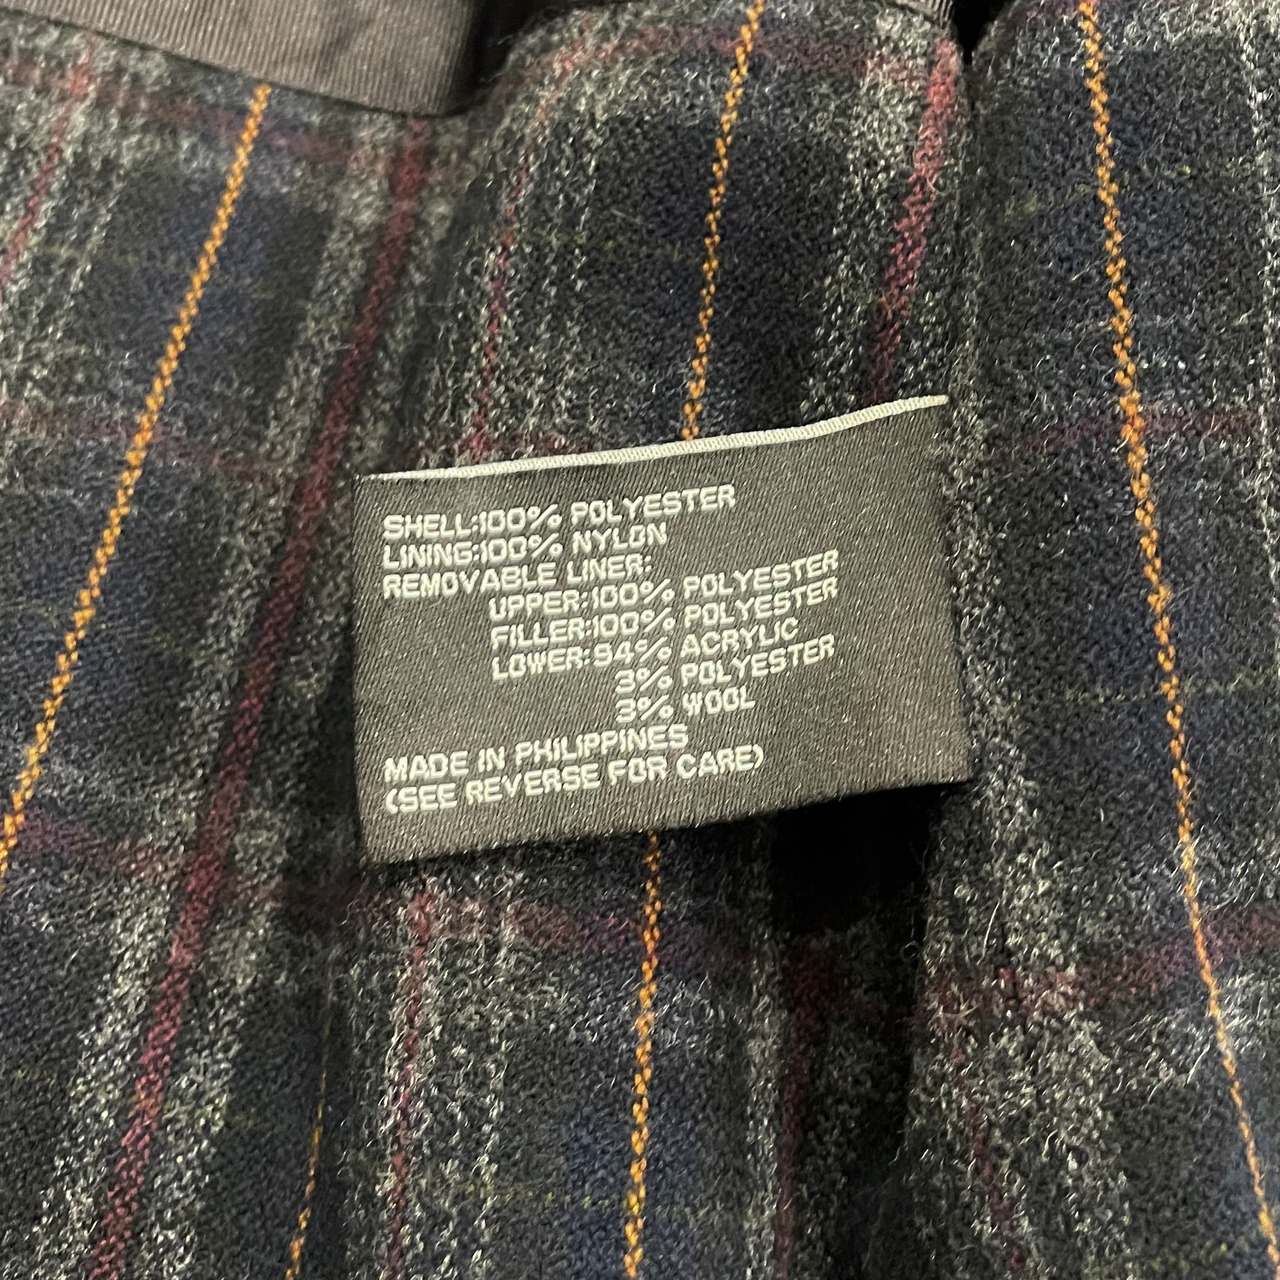 SHELL:100% POLYESTER
LINING:100% NYLON
REMOVABLE LINER:
UPPER:100% POLYESTER
FILLER:100% POLYESTER
LOWER:94% ACRYLIC
3% POLYESTER
3% WOOL
MADE IN PHILIPPINES
(SEE REVERSE FOR CARE)